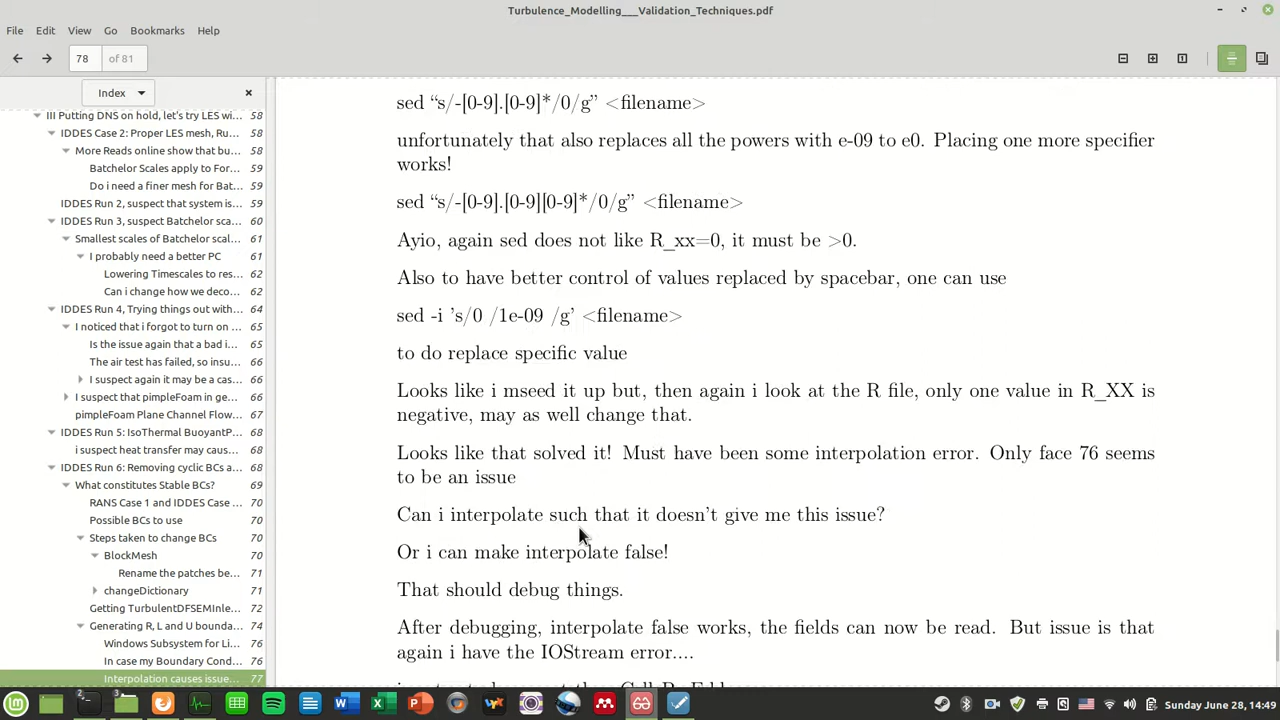 Turbulence_Modelling___Validation_Techniques.pdf
File Edit View Go Bookmarks Help
78 of 81
Index
III Putting DNS on hold, let's try LES wi... 58
IDDES Case 2: Proper LES mesh, Ru... 58
More Reads online show that bu... 58
Batchelor Scales apply to For... 59
Do i need a finer mesh for Bat... 59
IDDES Run 2, suspect that system is... 59
IDDES Run 3, suspect Batchelor sca... 60
Smallest scales of Batchelor scal... 61
I probably need a better PC 61
Lowering Timescales to res... 62
Can i change how we deco... 62
IDDES Run 4, Trying things out with... 64
I noticed that i forgot to turn on ... 65
Is the issue again that a bad i... 65
The air test has failed, so insu... 66
I suspect again it may be a cas... 66
I suspect that pimpleFoam in ge... 66
pimpleFoam Plane Channel Flow... 67
IDDES Run 5: IsoThermal BuoyantP... 68
i suspect heat transfer may caus... 68
IDDES Run 6: Removing cyclic BCs a... 68
What constitutes Stable BCs? 69
RANS Case 1 and IDDES Case ... 70
Possible BCs to use 70
Steps taken to change BCs 70
BlockMesh 70
Rename the patches be... 71
changeDictionary 71
Getting TurbulentDFSEMInle... 72
Generating R, L and U bounda... 74
Windows Subsystem for Li... 76
In case my Boundary Cond... 76
Interpolation causes issue... 77
sed “s/-[0-9].[0-9]*/0/g” <filename>
unfortunately that also replaces all the powers with e-09 to e0. Placing one more specifier
works!
sed “s/-[0-9].[0-9][0-9]*/0/g” <filename>
Ayio, again sed does not like R_xx=0, it must be >0.
Also to have better control of values replaced by spacebar, one can use
sed -i ’s/0 /1e-09 /g’ <filename>
to do replace specific value
Looks like i mseed it up but, then again i look at the R file, only one value in R_XX is
negative, may as well change that.
Looks like that solved it! Must have been some interpolation error. Only face 76 seems
to be an issue
Can i interpolate such that it doesn’t give me this issue?
Or i can make interpolate false!
That should debug things.
After debugging, interpolate false works, the fields can now be read. But issue is that
again i have the IOStream error....
2 3
Sunday June 28, 14:49